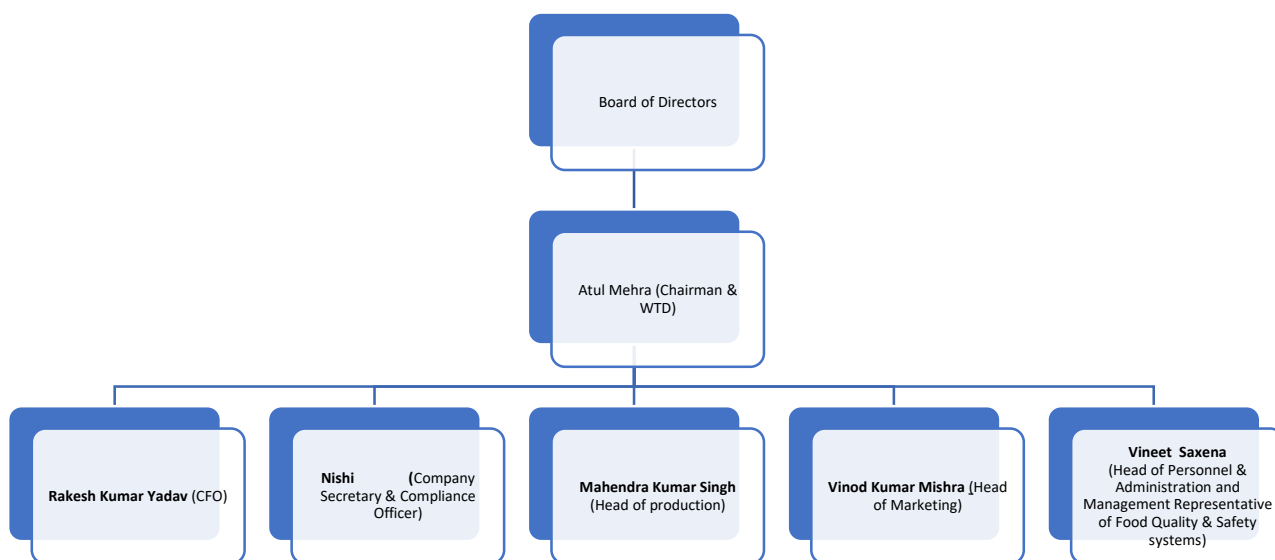 Board of Directors
Atul Mehra (Chairman &
WTD)
Rakesh Kumar Yadav (CFO)
Nishi (Company
Secretary & Compliance
Officer)
Mahendra Kumar Singh
(Head of production)
Vinod Kumar Mishra (Head
of Marketing)
Vineet Saxena
(Head of Personnel &
Administration and
Management Representative
of Food Quality & Safety
systems)